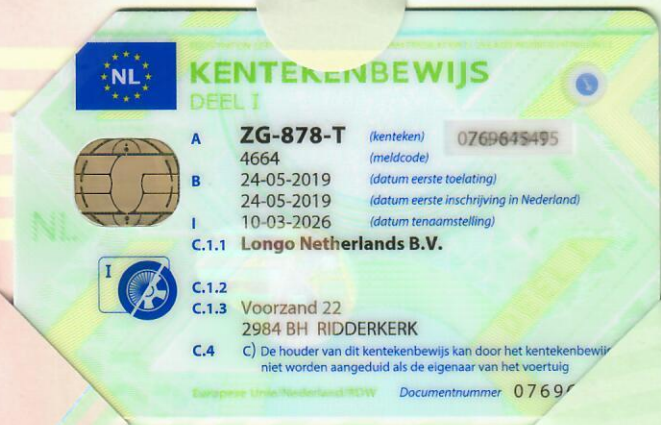 NL
KENTEKENBEWIJS
DEEL I
A ZG-878-T (kenteken) 0769645495
4664 (meldcode)
B 24-05-2019 (datum eerste toelating)
24-05-2019 (datum eerste inschrijving in Nederland)
I 10-03-2026 (datum tenaamstelling)
C.1.1 Longo Netherlands B.V.
NL
I
C.1.2
C.1.3 Voorzand 22
2984 BH RIDDERKERK
C.4 C) De houder van dit kentekenbewijs kan door het kentekenbewijs
niet worden aangeduid als de eigenaar van het voertuig
Europese Unie/Nederland/RDW Documentnummer 0769